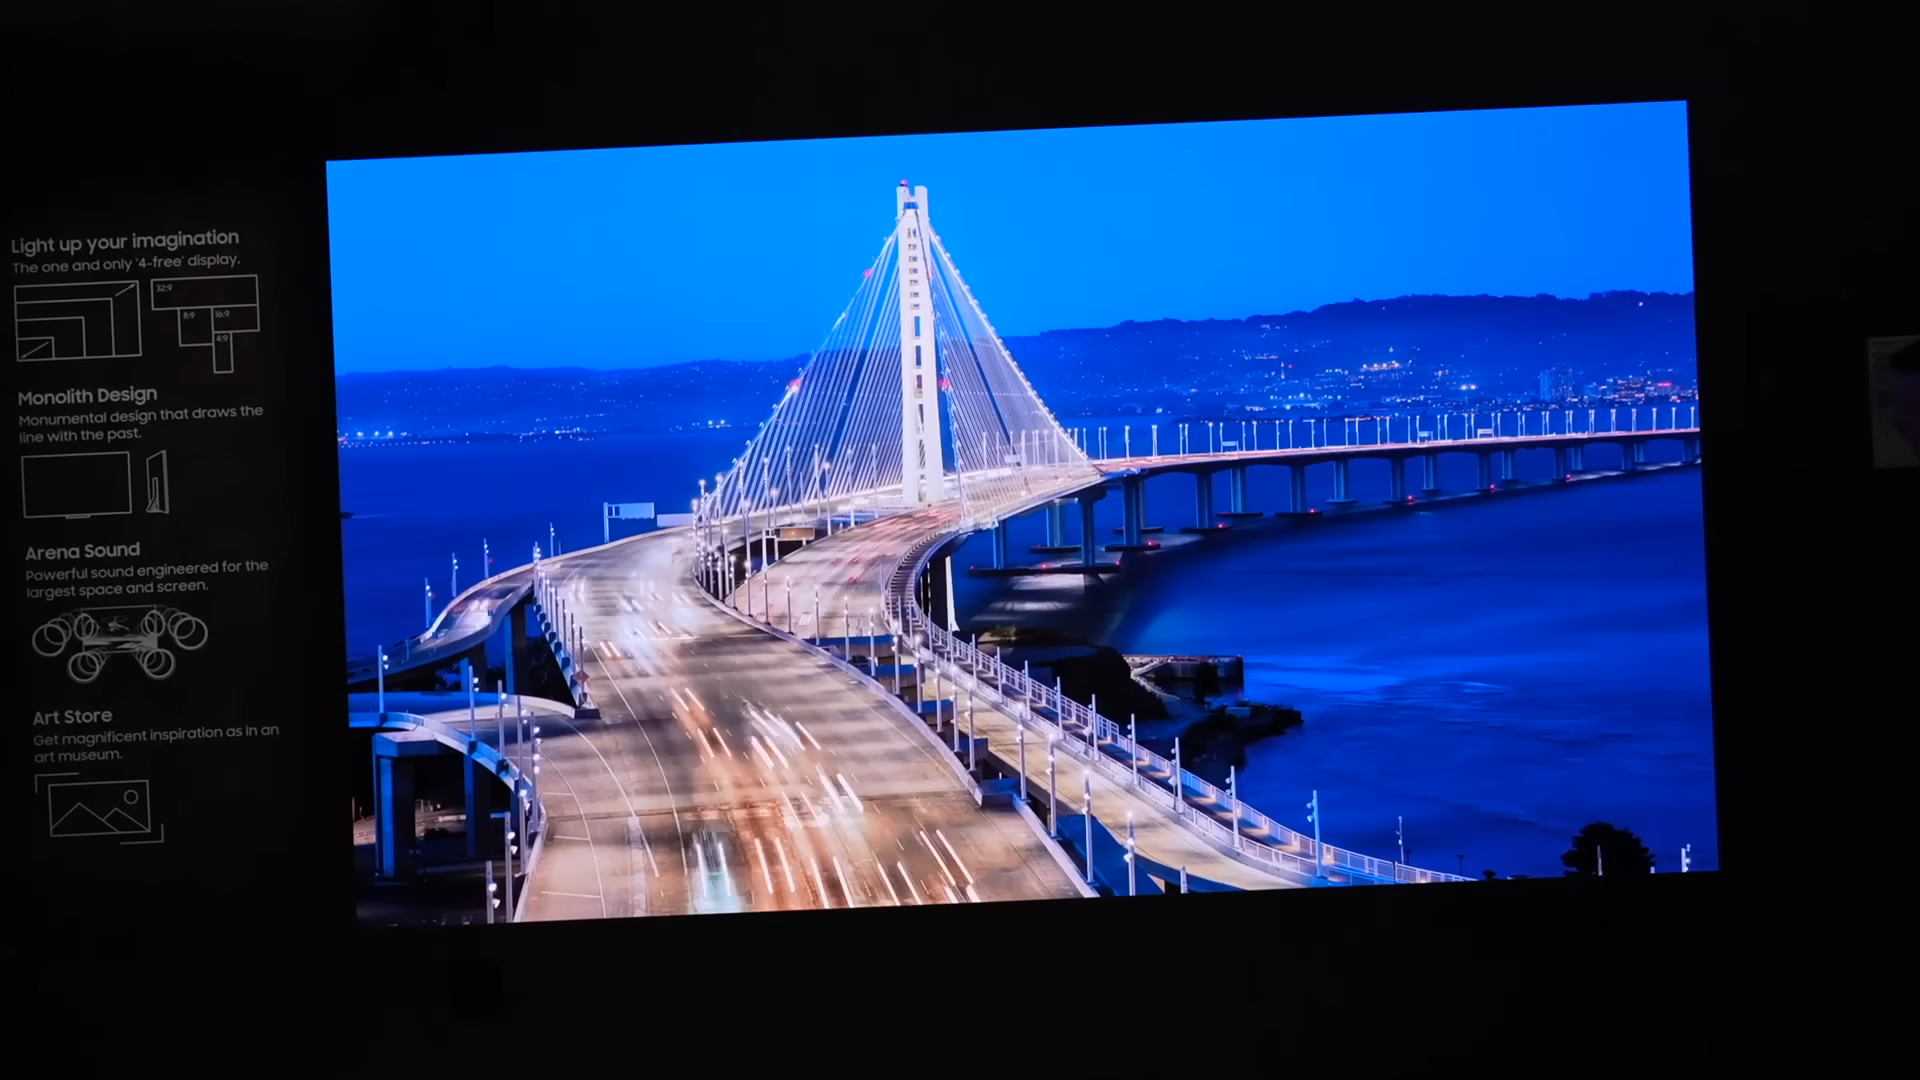 Light up your imagination
The one and only '4-free' display.
32:9
8:9
16:9
4:9
Monolith Design
Monumental design that draws the
line with the past.
Arena Sound
Powerful sound engineered for the
largest space and screen.
Art Store
Get magnificent inspiration as in an
art museum.